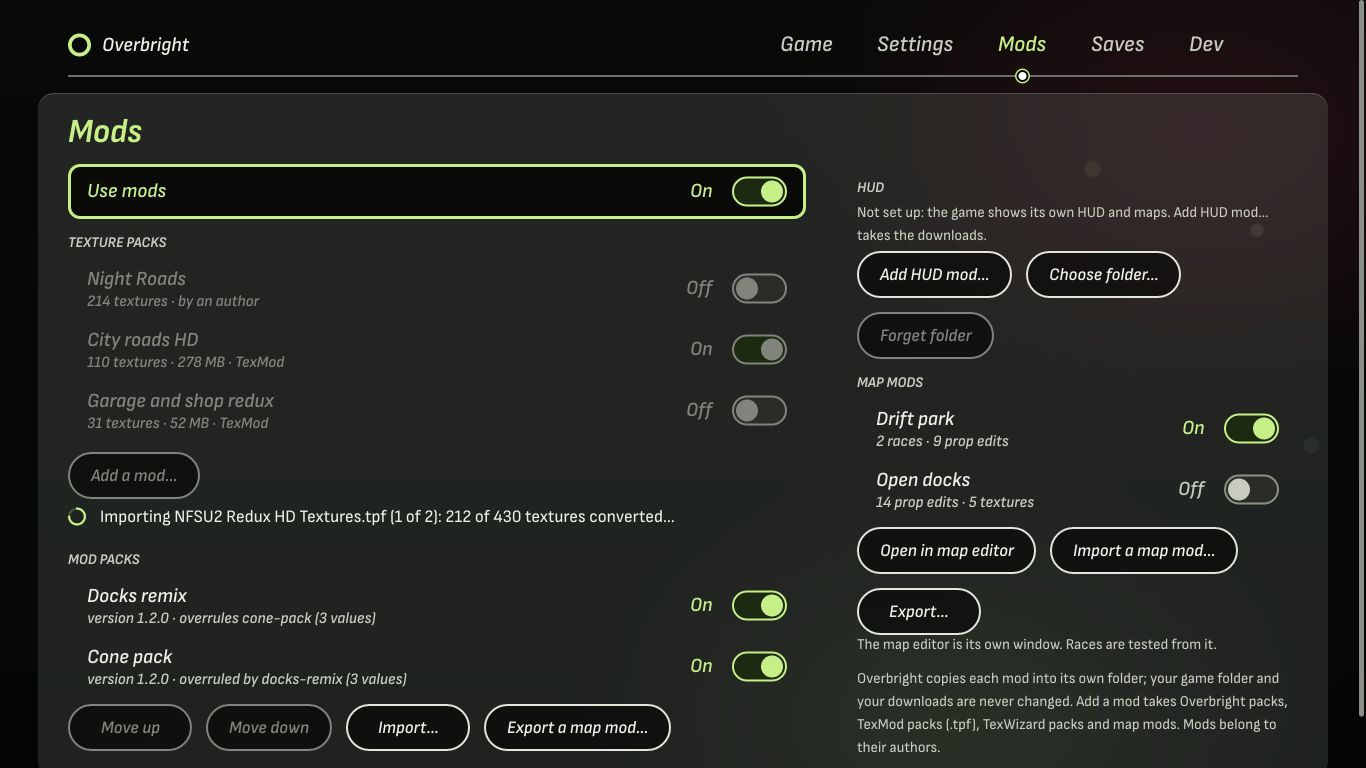 Overbright
Game Settings Mods Saves Dev
Mods
Use mods On
TEXTURE PACKS
Night Roads Off
214 textures · by an author
City roads HD On
110 textures · 278 MB · TexMod
Garage and shop redux Off
31 textures · 52 MB · TexMod
Add a mod...
Importing NFSU2 Redux HD Textures.tpf (1 of 2): 212 of 430 textures converted...
MOD PACKS
Docks remix On
version 1.2.0 · overrules cone-pack (3 values)
Cone pack On
version 1.2.0 · overruled by docks-remix (3 values)
Move up Move down Import... Export a map mod...
HUD
Not set up: the game shows its own HUD and maps. Add HUD mod...
takes the downloads.
Add HUD mod... Choose folder...
Forget folder
MAP MODS
Drift park On
2 races · 9 prop edits
Open docks Off
14 prop edits · 5 textures
Open in map editor Import a map mod...
Export...
The map editor is its own window. Races are tested from it.
Overbright copies each mod into its own folder; your game folder and
your downloads are never changed. Add a mod takes Overbright packs,
TexMod packs (.tpf), TexWizard packs and map mods. Mods belong to
their authors.